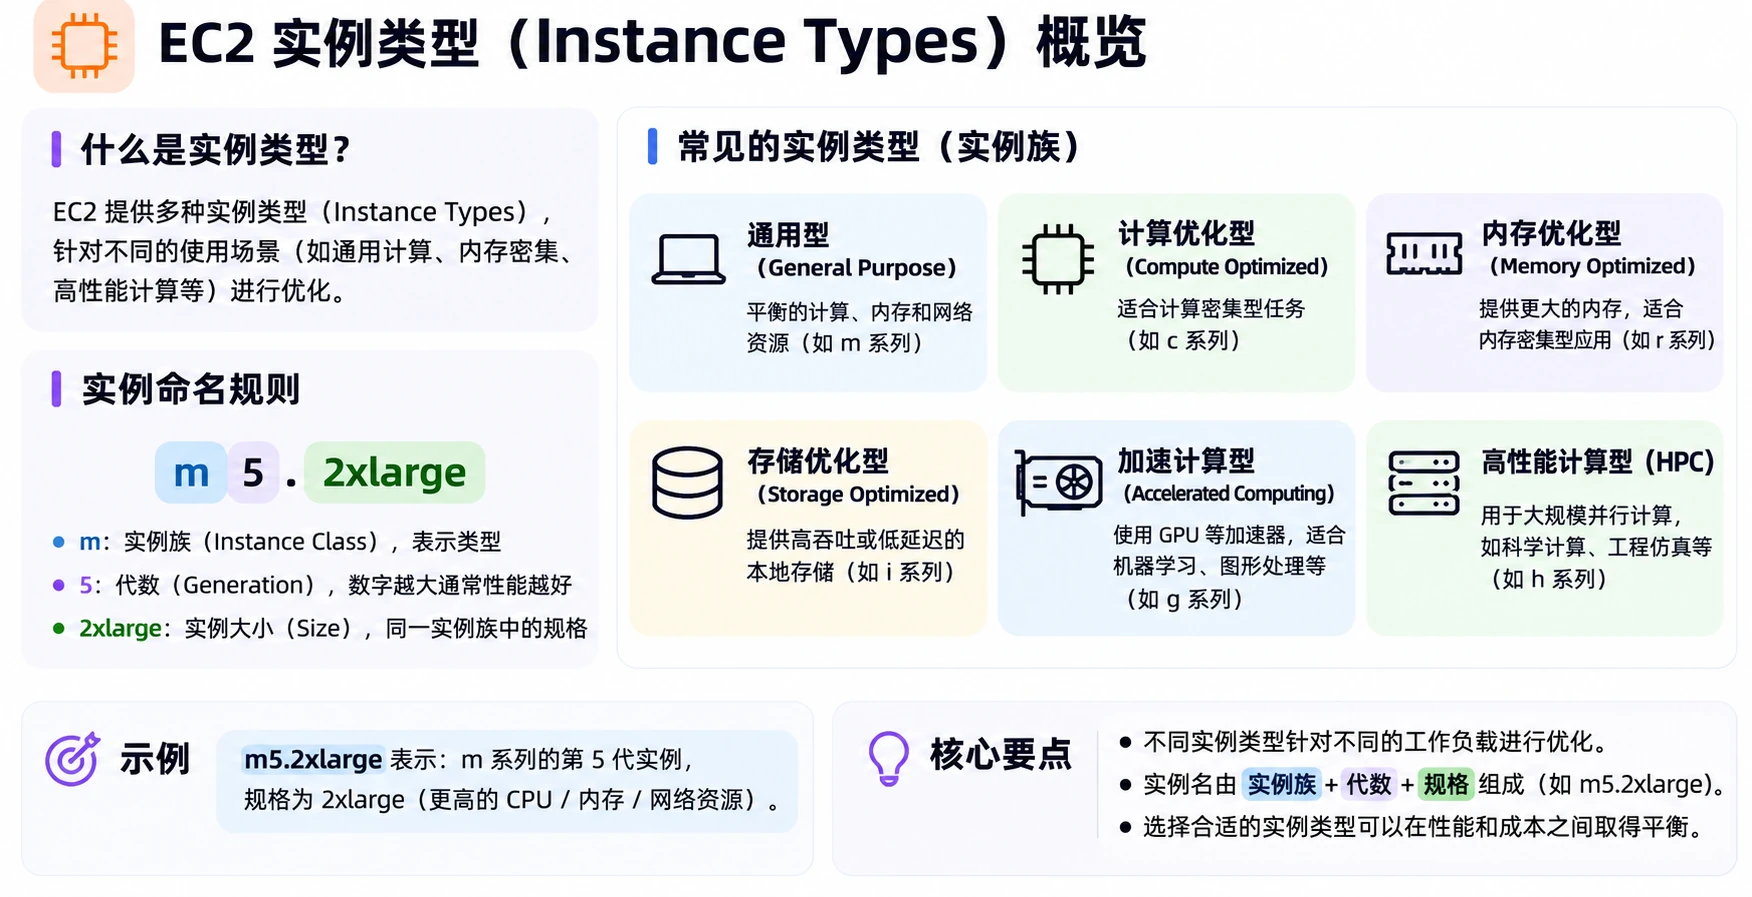 EC2 实例类型（Instance Types）概览
什么是实例类型？
EC2 提供多种实例类型（Instance Types），
针对不同的使用场景（如通用计算、内存密集、
高性能计算等）进行优化。
实例命名规则
m 5 . 2xlarge
m：实例族（Instance Class），表示类型
5：代数（Generation），数字越大通常性能越好
2xlarge：实例大小（Size），同一实例族中的规格
常见的实例类型（实例族）
通用型
（General Purpose）
平衡的计算、内存和网络
资源（如 m 系列）
计算优化型
（Compute Optimized）
适合计算密集型任务
（如 c 系列）
内存优化型
（Memory Optimized）
提供更大的内存，适合
内存密集型应用（如 r 系列）
存储优化型
（Storage Optimized）
提供高吞吐或低延迟的
本地存储（如 i 系列）
加速计算型
（Accelerated Computing）
使用 GPU 等加速器，适合
机器学习、图形处理等
（如 g 系列）
高性能计算型（HPC）
用于大规模并行计算，
如科学计算、工程仿真等
（如 h 系列）
示例
m5.2xlarge 表示：m 系列的第 5 代实例，
规格为 2xlarge（更高的 CPU / 内存 / 网络资源）。
核心要点
不同实例类型针对不同的工作负载进行优化。
实例名由 实例族 + 代数 + 规格 组成（如 m5.2xlarge）。
选择合适的实例类型可以在性能和成本之间取得平衡。